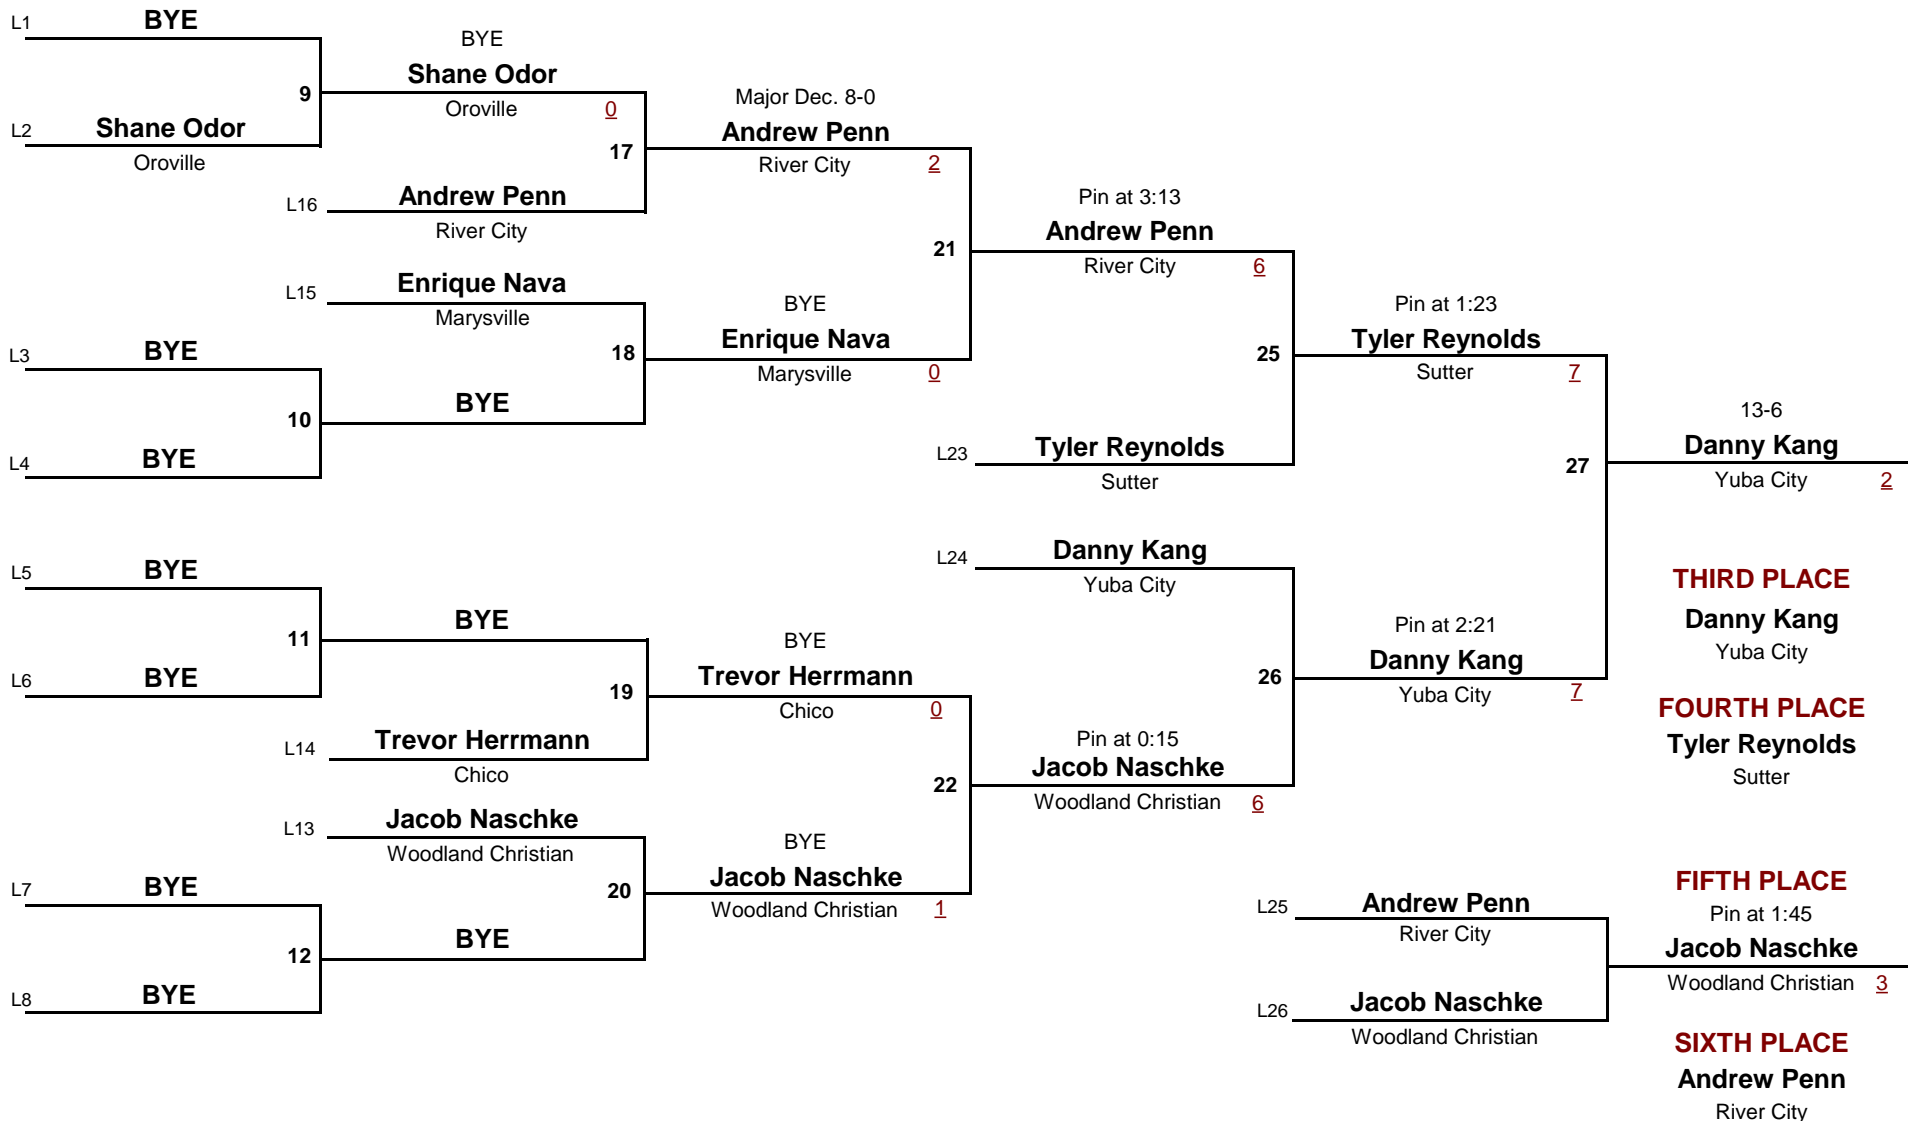 L1
BYE
9
L2
Shane Odor
Oroville
BYE
Shane Odor
Oroville
0
17
L16
Andrew Penn
River City
Major Dec. 8-0
Andrew Penn
River City
2
21
L15
Enrique Nava
Marysville
18
L3
BYE
10
L4
BYE
BYE
BYE
Enrique Nava
Marysville
0
Pin at 3:13
Andrew Penn
River City
6
25
L23
Tyler Reynolds
Sutter
Pin at 1:23
Tyler Reynolds
Sutter
7
27
13-6
Danny Kang
Yuba City
2
L5
BYE
11
L6
BYE
BYE
19
L14
Trevor Herrmann
Chico
BYE
Trevor Herrmann
Chico
0
22
L13
Jacob Naschke
Woodland Christian
20
L7
BYE
12
L8
BYE
BYE
BYE
Jacob Naschke
Woodland Christian
1
L24
Danny Kang
Yuba City
26
Pin at 0:15
Jacob Naschke
Woodland Christian
6
Pin at 2:21
Danny Kang
Yuba City
7
THIRD PLACE
Danny Kang
Yuba City
FOURTH PLACE
Tyler Reynolds
Sutter
L25
Andrew Penn
River City
L26
Jacob Naschke
Woodland Christian
FIFTH PLACE
Pin at 1:45
Jacob Naschke
Woodland Christian
3
SIXTH PLACE
Andrew Penn
River City